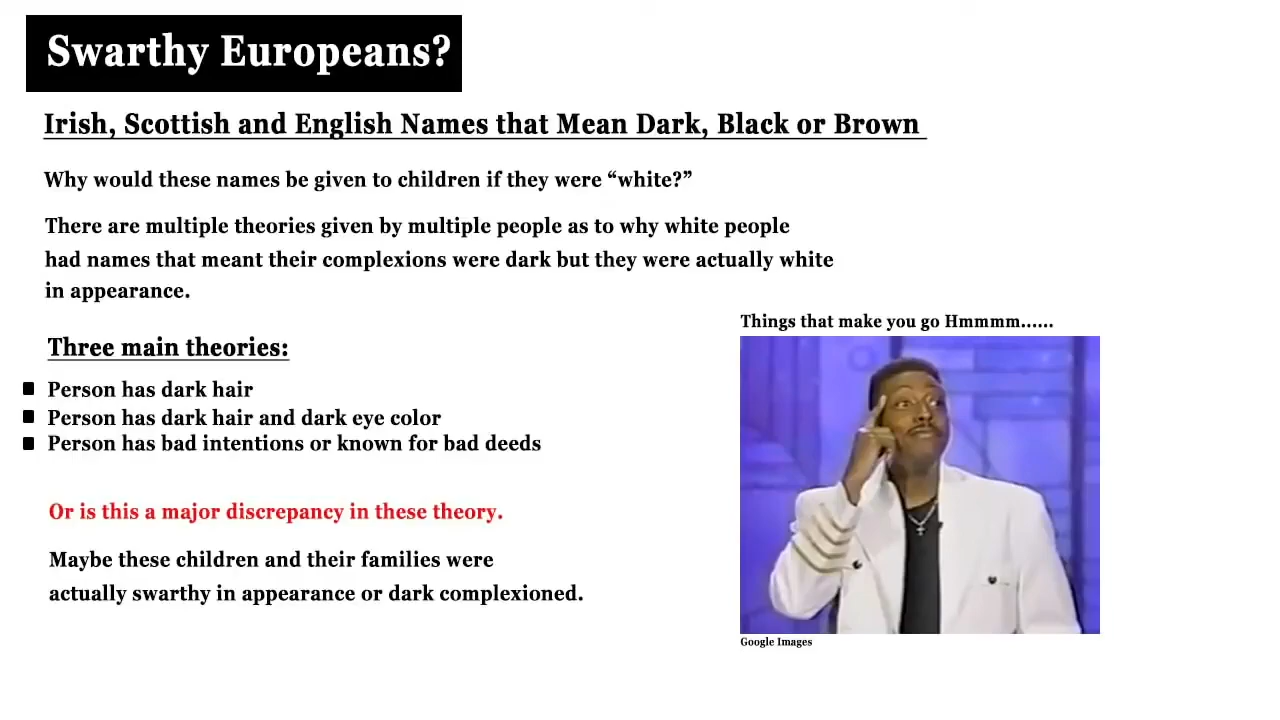 Swarthy Europeans?
Irish, Scottish and English Names that Mean Dark, Black or Brown
Why would these names be given to children if they were “white?”
There are multiple theories given by multiple people as to why white people
had names that meant their complexions were dark but they were actually white
in appearance.
Three main theories:
Person has dark hair
Person has dark hair and dark eye color
Person has bad intentions or known for bad deeds
Or is this a major discrepancy in these theory.
Maybe these children and their families were
actually swarthy in appearance or dark complexioned.
Things that make you go Hmmmm......
Google Images